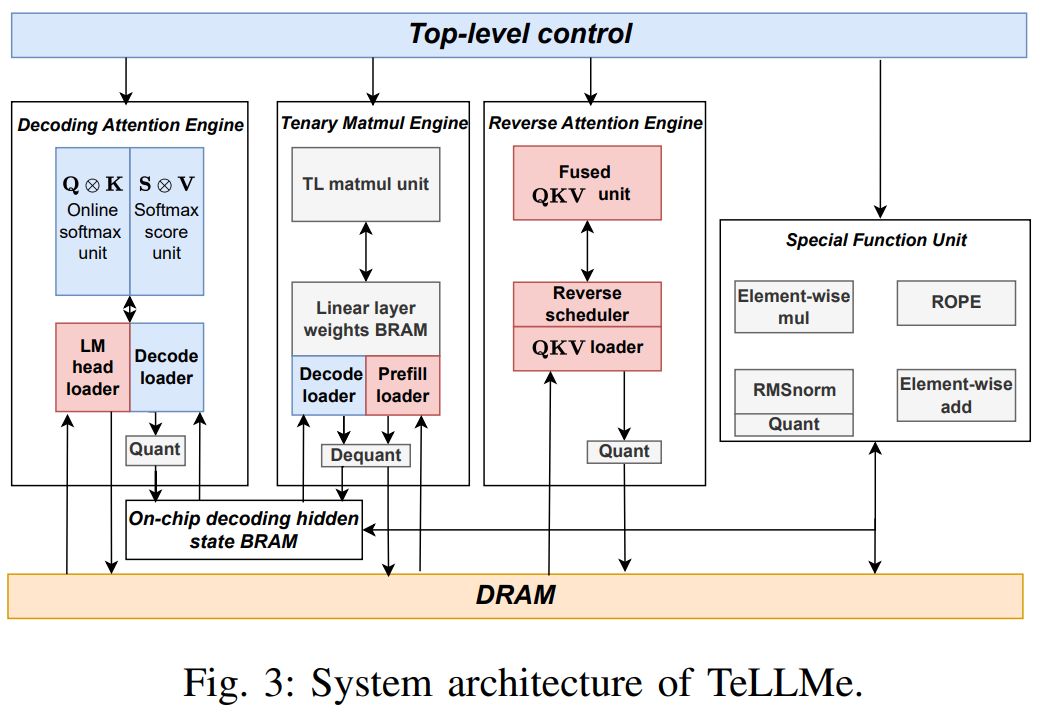 Top-level control
Decoding Attention Engine
Q ⊗ K
Online
softmax
unit
S ⊗ V
Softmax
score
unit
LM
head
loader
Decode
loader
Quant
Tenary Matmul Engine
TL matmul unit
Linear layer
weights BRAM
Decode
loader
Prefill
loader
Dequant
Reverse Attention Engine
Fused
QKV unit
Reverse
scheduler
QKV loader
Quant
Special Function Unit
Element-wise
mul
ROPE
RMSnorm
Quant
Element-wise
add
On-chip decoding hidden
state BRAM
DRAM
Fig. 3: System architecture of TeLLMe.